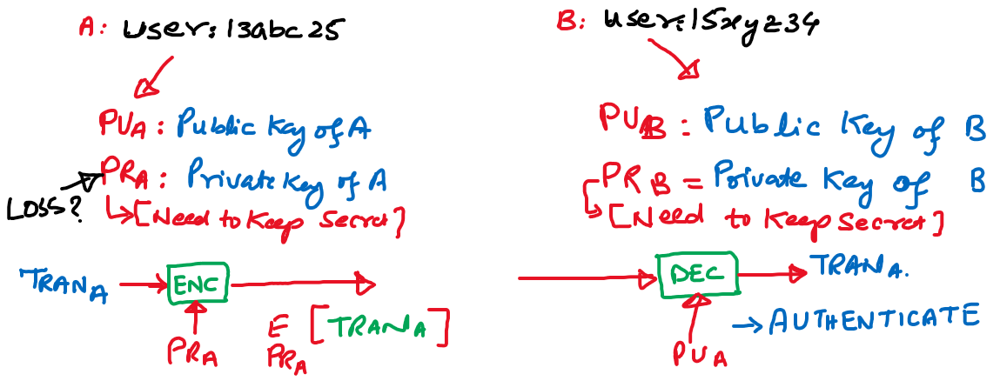 A: User: 13abc25
B: User: 15xyz34
PUA : Public Key of A
PUB : Public Key of B
PRA : Private Key of A
PRB = Private Key of B
LOSS?
[Need to Keep Secret]
[Need to Keep Secret]
TRANA
ENC
PRA
E PRA [TRANA]
DEC
TRANA.
PUA
→ AUTHENTICATE